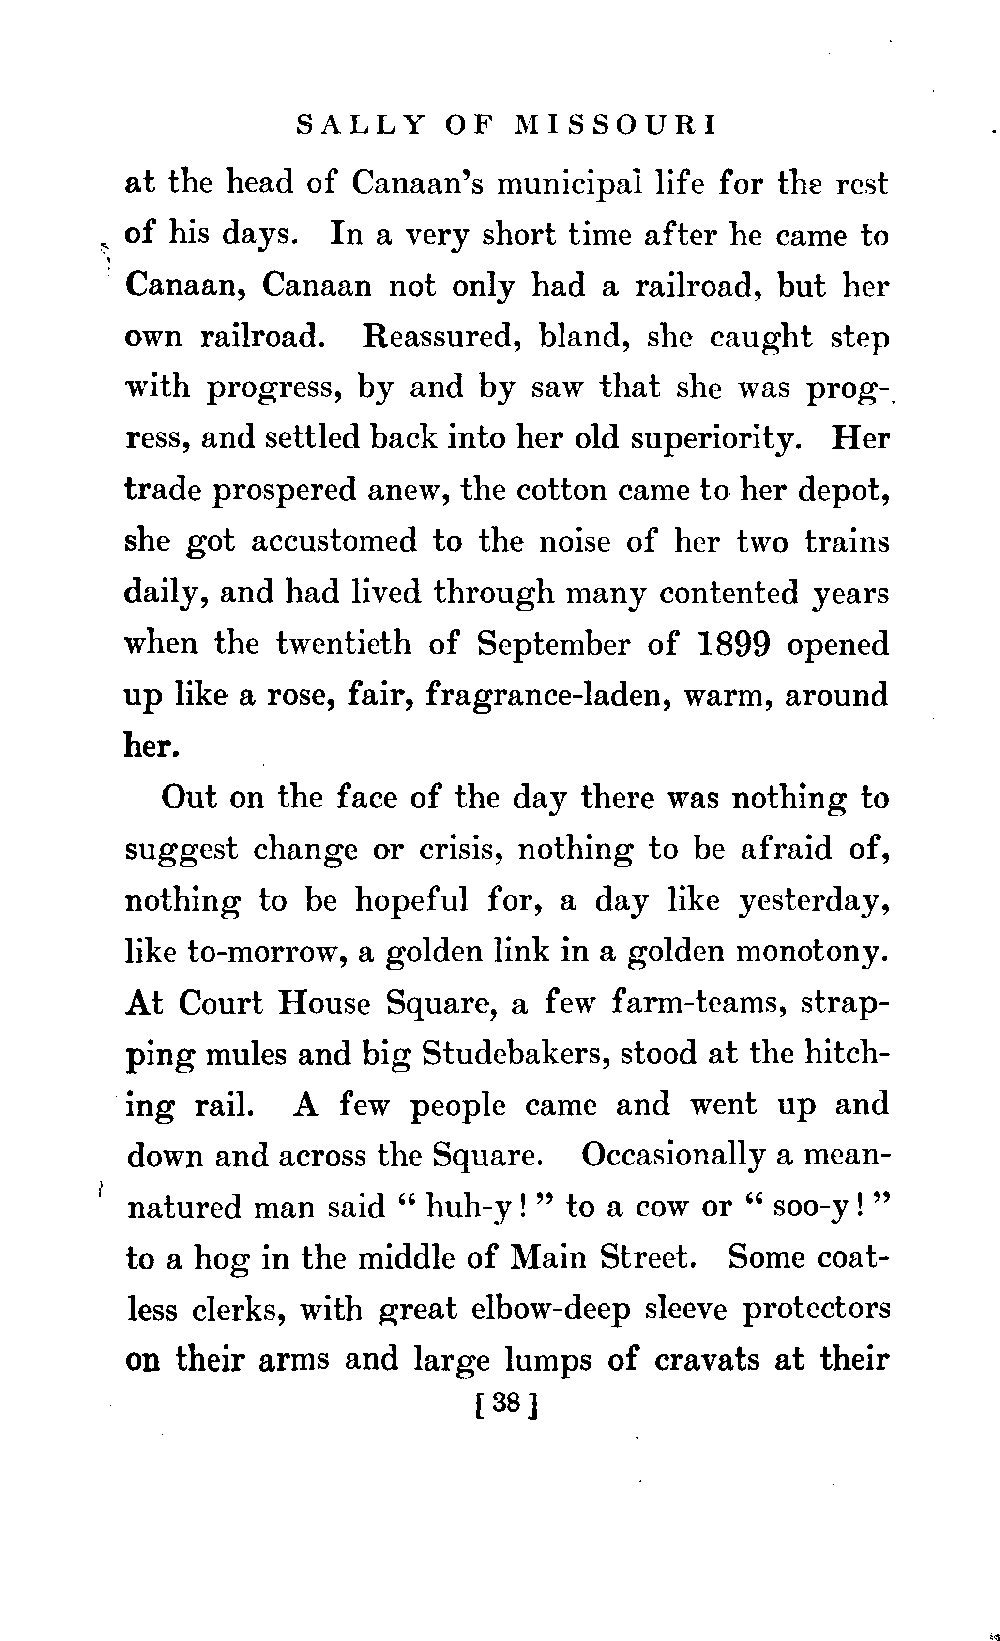 SALLY OF MISSOURI
at the head of Canaan's municipal life for the rest
of his days. In a very short time after he came to
Canaan, Canaan not only had a railroad, but her
own railroad. Reassured, bland, she caught step
with progress, by and by saw that she was prog-
ress, and settled back into her old superiority. Her
trade prospered anew, the cotton came to her depot,
she got accustomed to the noise of her two trains
daily, and had lived through many contented years
when the twentieth of September of 1899 opened
up like a rose, fair, fragrance-laden, warm, around
her.
Out on the face of the day there was nothing to
suggest change or crisis, nothing to be afraid of,
nothing to be hopeful for, a day like yesterday,
like to-morrow, a golden link in a golden monotony.
At Court House Square, a few farm-teams, strap-
ping mules and big Studebakers, stood at the hitch-
ing rail. A few people came and went up and
down and across the Square. Occasionally a mean-
natured man said “ huh-y! ” to a cow or “ soo-y! ”
to a hog in the middle of Main Street. Some coat-
less clerks, with great elbow-deep sleeve protectors
on their arms and large lumps of cravats at their
[ 38 ]